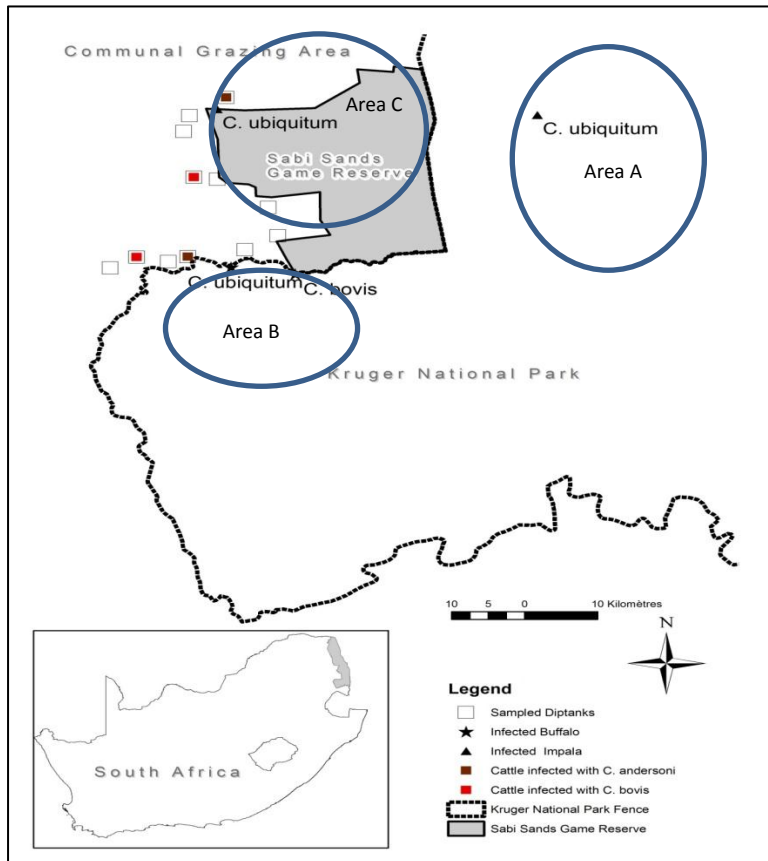 Communal Grazing Area
Area C
C. ubiquitum
C. ubiquitum
Sabi Sands
Game Reserve
Area A
C. ubiquitum
C. bovis
Area B
Kruger National Park
10 5 0 10 Kilomètres
N
Legend
Sampled Diptanks
Infected Buffalo
Infected Impala
Cattle infected with C. andersoni
Cattle infected with C. bovis
Kruger National Park Fence
Sabi Sands Game Reserve
South Africa